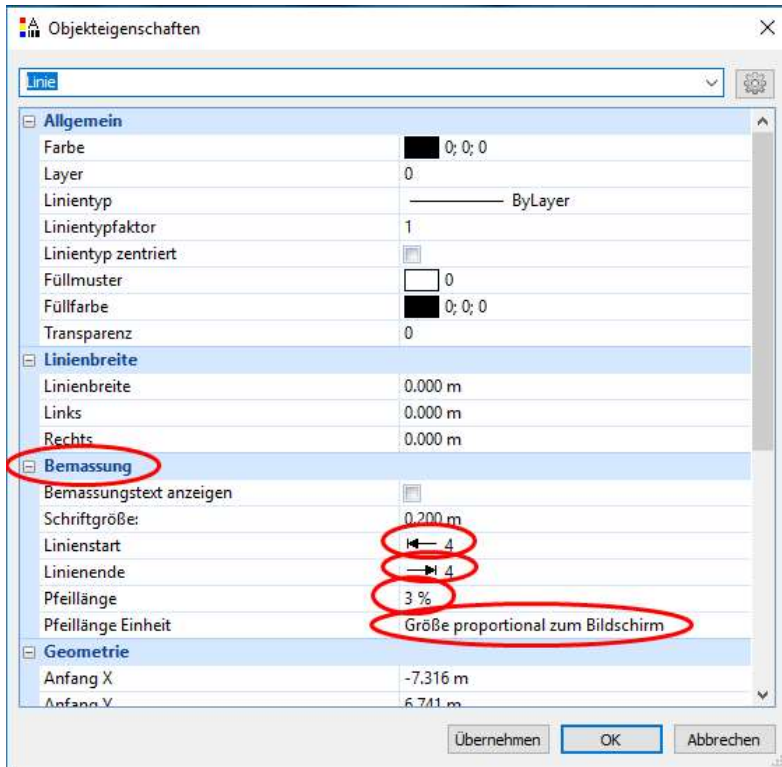 Objekteigenschaften
Linie
Allgemein
Farbe 0; 0; 0
Layer 0
Linientyp ByLayer
Linientypfaktor 1
Linientyp zentriert
Füllmuster 0
Füllfarbe 0; 0; 0
Transparenz 0
Linienbreite
Linienbreite 0.000 m
Links 0.000 m
Rechts 0.000 m
Bemassung
Bemassungstext anzeigen
Schriftgröße: 0.200 m
Linienstart 4
Linienende 4
Pfeillänge 3 %
Pfeillänge Einheit Größe proportional zum Bildschirm
Geometrie
Anfang X -7.316 m
Anfang Y 6.741 m
Übernehmen OK Abbrechen